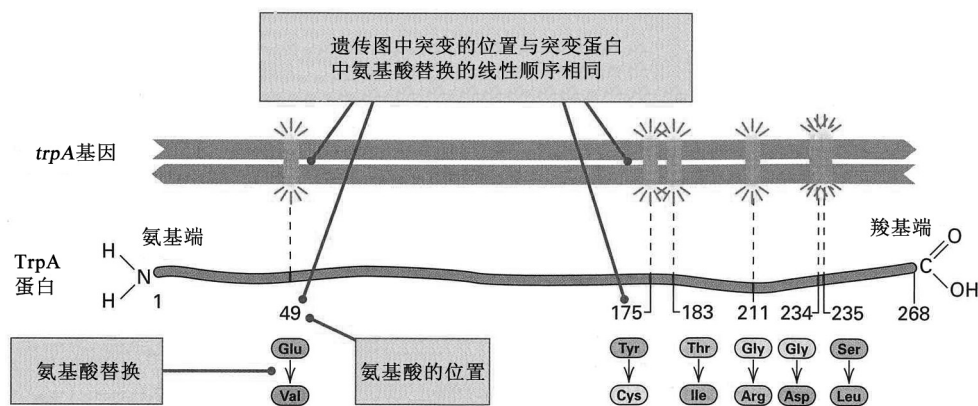 遗传图中突变的位置与突变蛋白
中氨基酸替换的线性顺序相同
trpA基因
氨基端
羧基端
TrpA
蛋白
H
N
H
O
C
OH
1
49
175
183
211
234
235
268
Glu
Tyr
Thr
Gly
Gly
Ser
Val
Cys
Ile
Arg
Asp
Leu
氨基酸替换
氨基酸的位置